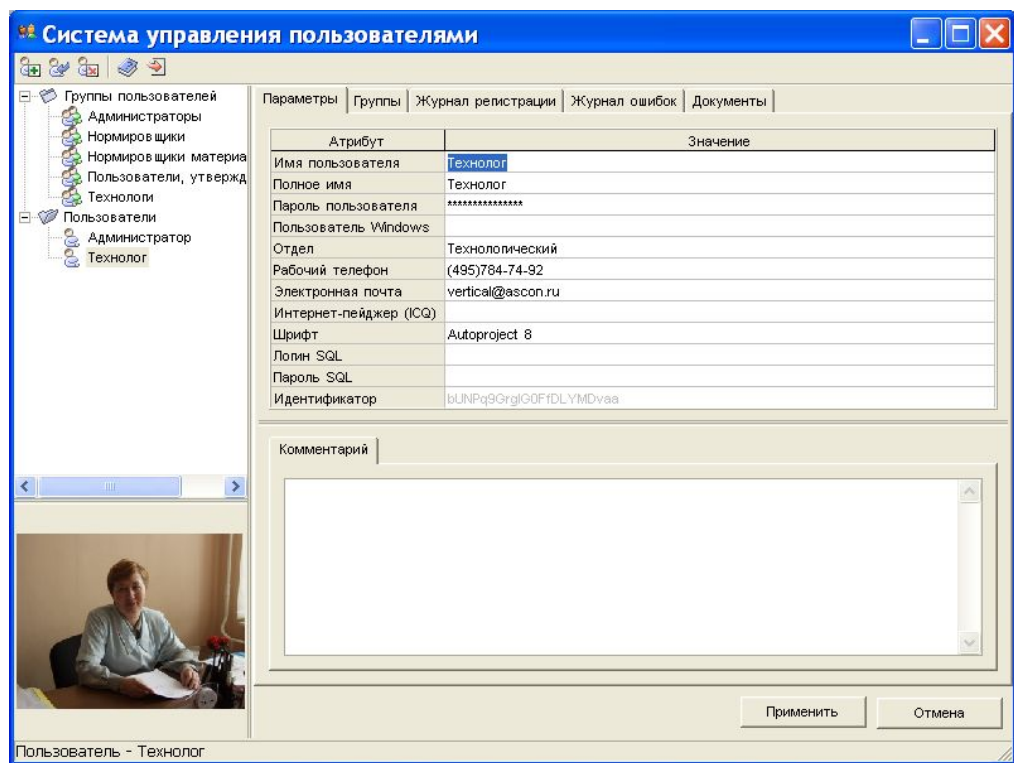 Система управления пользователями
Группы пользователей
Администраторы
Нормировщики
Нормировщики материа
Пользователи, утвержд
Технологи
Пользователи
Администратор
Технолог
Параметры Группы Журнал регистрации Журнал ошибок Документы
Атрибут Значение
Имя пользователя Технолог
Полное имя Технолог
Пароль пользователя ***************
Пользователь Windows
Отдел Технологический
Рабочий телефон (495)784-74-92
Электронная почта vertical@ascon.ru
Интернет-пейджер (ICQ)
Шрифт Autoproject 8
Логин SQL
Пароль SQL
Идентификатор
Комментарий
Применить Отмена
Пользователь - Технолог